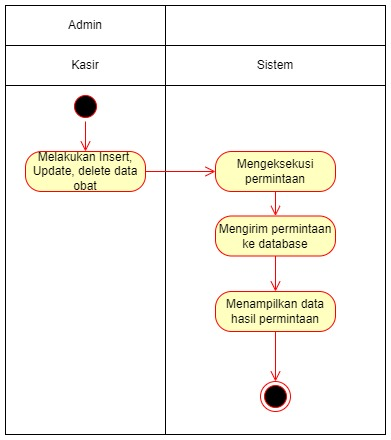 Admin
Kasir
Sistem
Melakukan Insert,
Update, delete data
obat
Mengeksekusi
permintaan
Mengirim permintaan
ke database
Menampilkan data
hasil permintaan